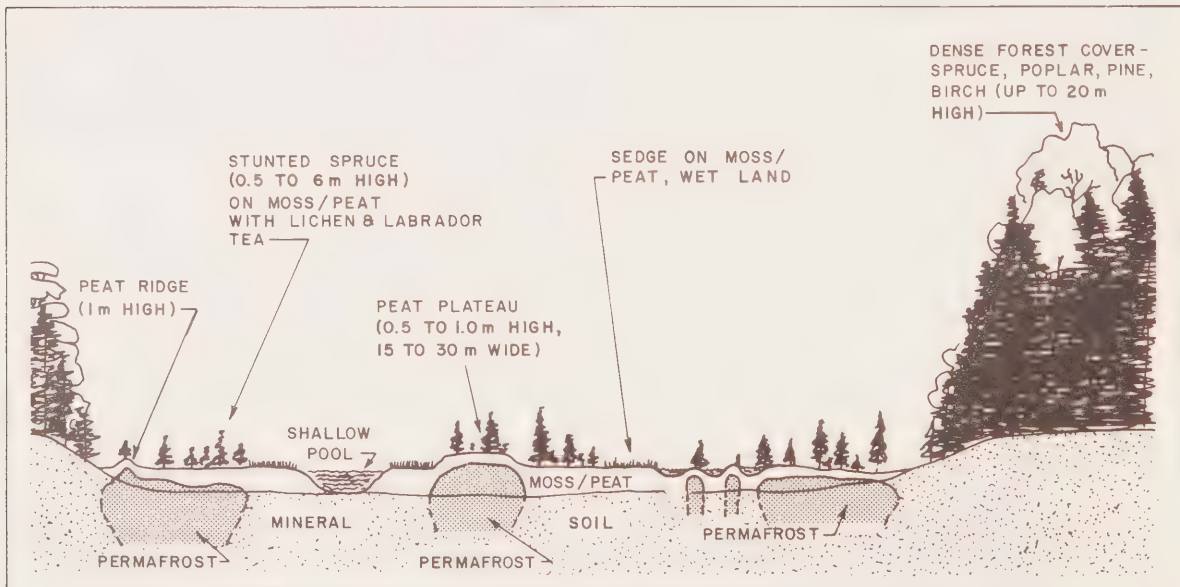 DENSE FOREST COVER-
SPRUCE, POPLAR, PINE,
BIRCH (UP TO 20 m
HIGH)
STUNTED SPRUCE
(0.5 TO 6 m HIGH)
ON MOSS/PEAT
WITH LICHEN & LABRADOR
TEA
SEDGE ON MOSS/
PEAT, WET LAND
PEAT RIDGE
(1m HIGH)
PEAT PLATEAU
(0.5 TO 1.0 m HIGH,
15 TO 30 m WIDE)
SHALLOW
POOL
MOSS/PEAT
MINERAL SOIL
PERMAFROST
PERMAFROST
PERMAFROST